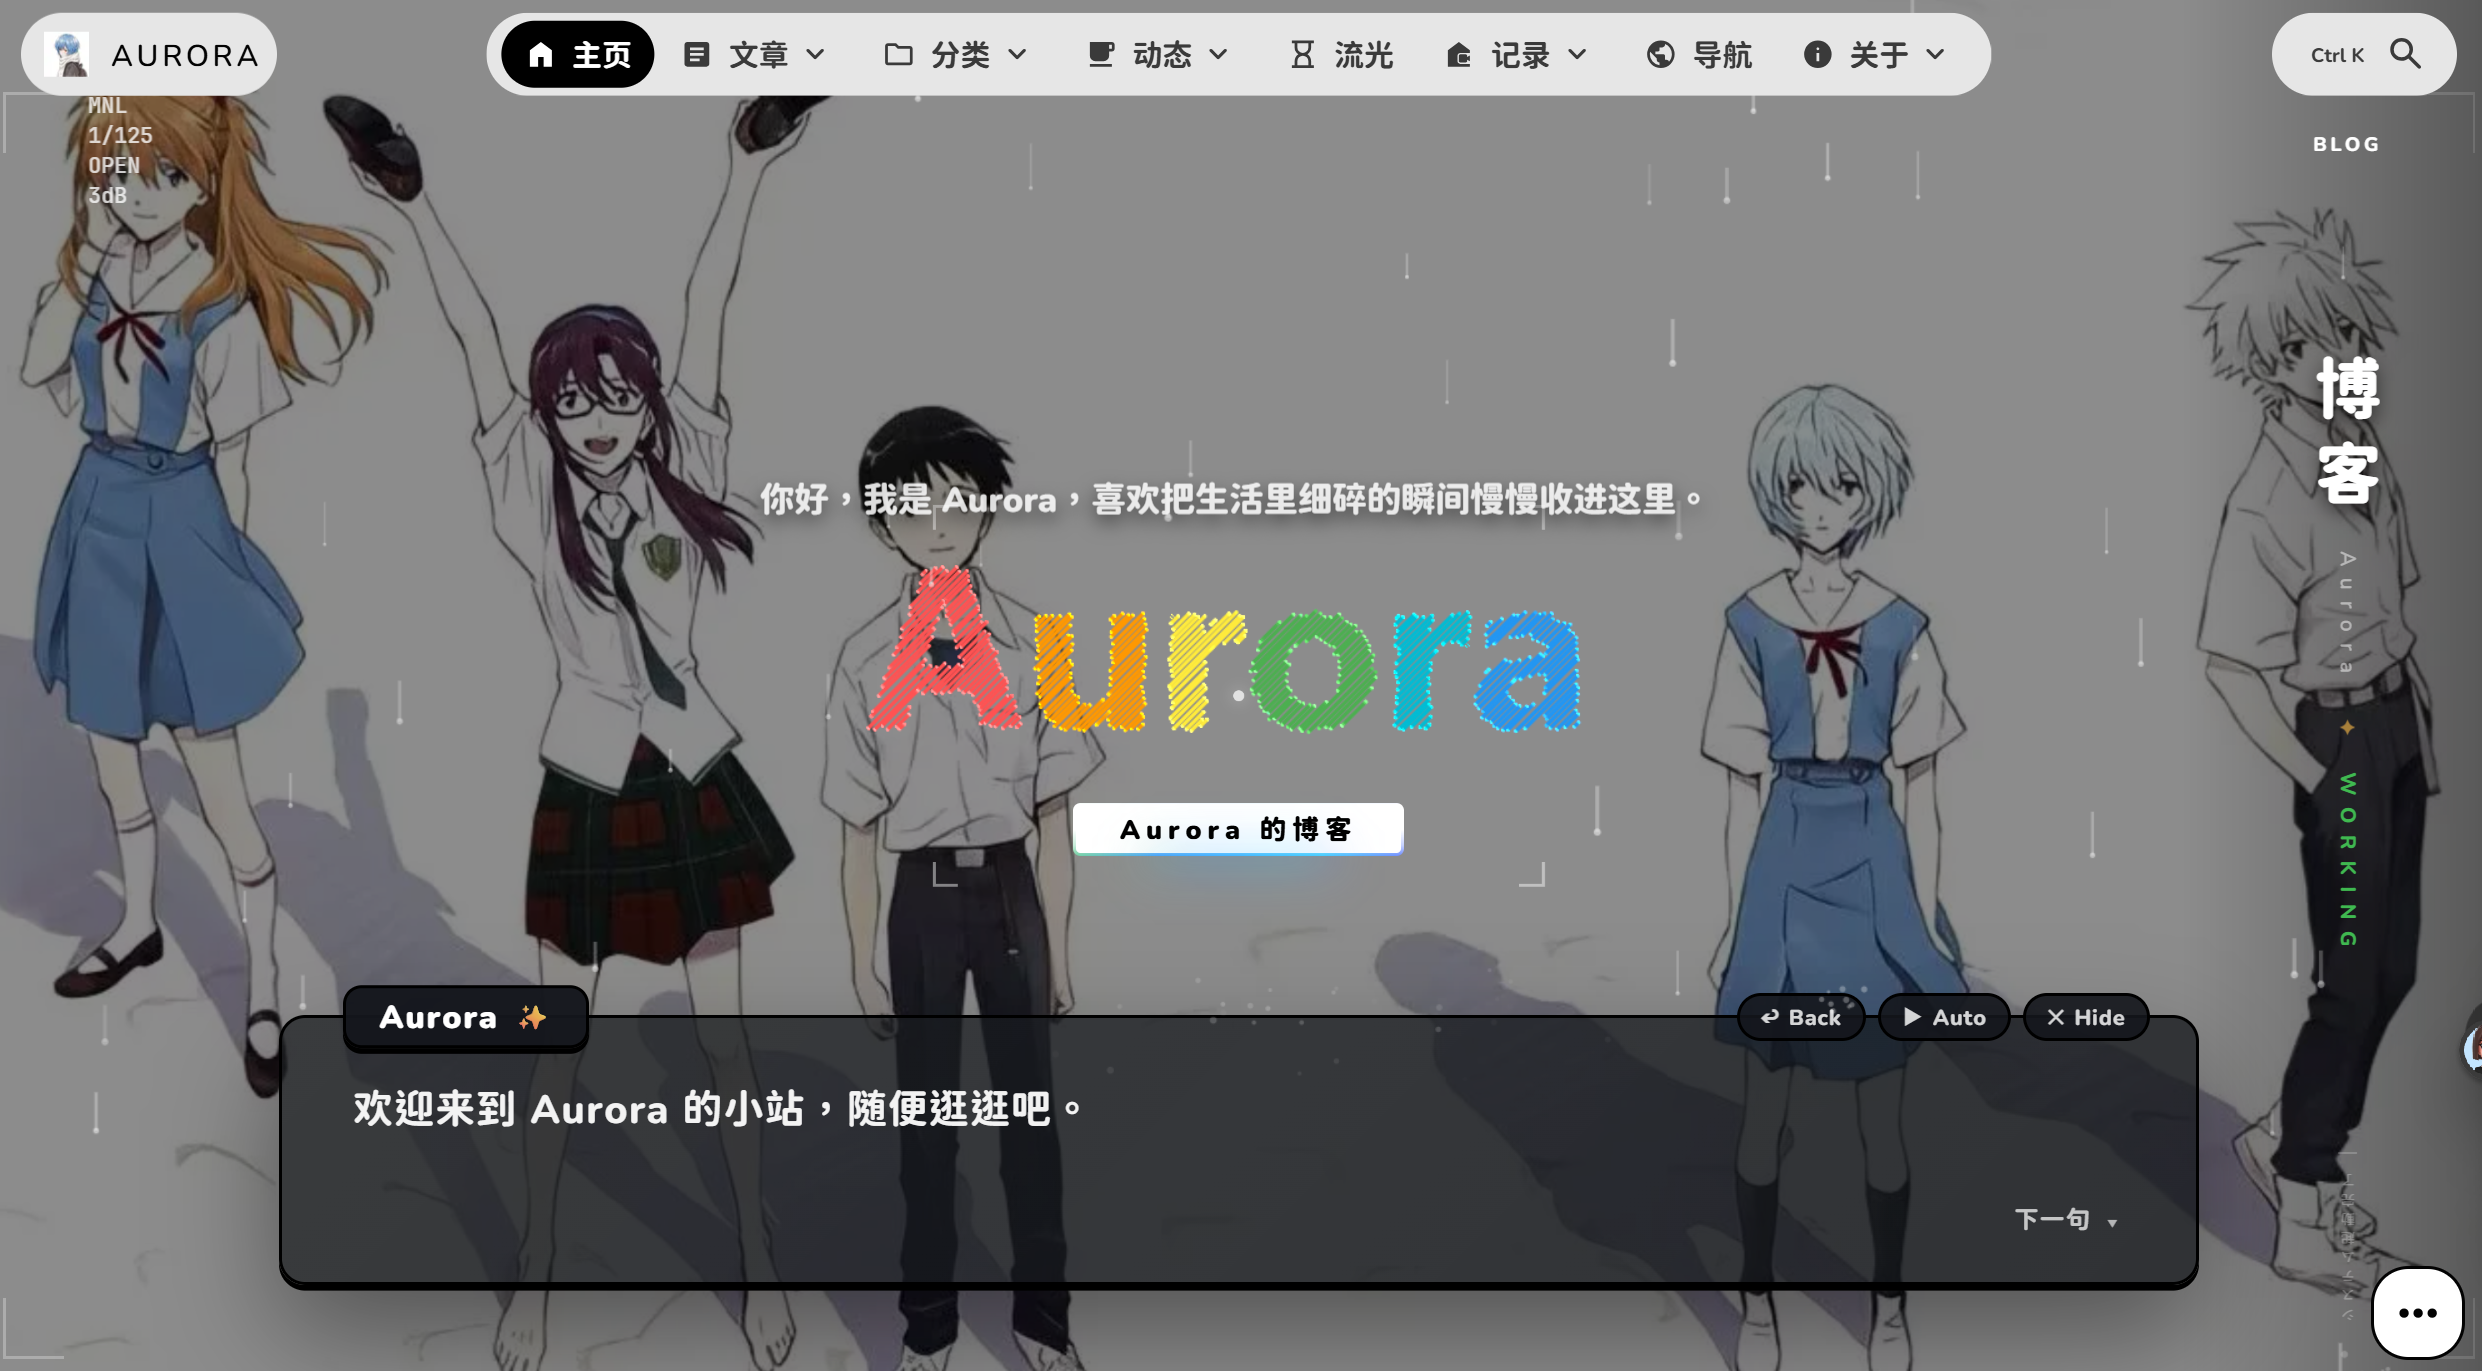 AURORA
主页
文章
分类
动态
流光
记录
导航
关于
Ctrl K
MNL
1/125
OPEN
3dB
BLOG
博客
Aurora
WORKING
你好，我是 Aurora，喜欢把生活里细碎的瞬间慢慢收进这里。
Aurora
Aurora 的博客
Aurora ✨
Back
Auto
Hide
欢迎来到 Aurora 的小站，随便逛逛吧。
下一句